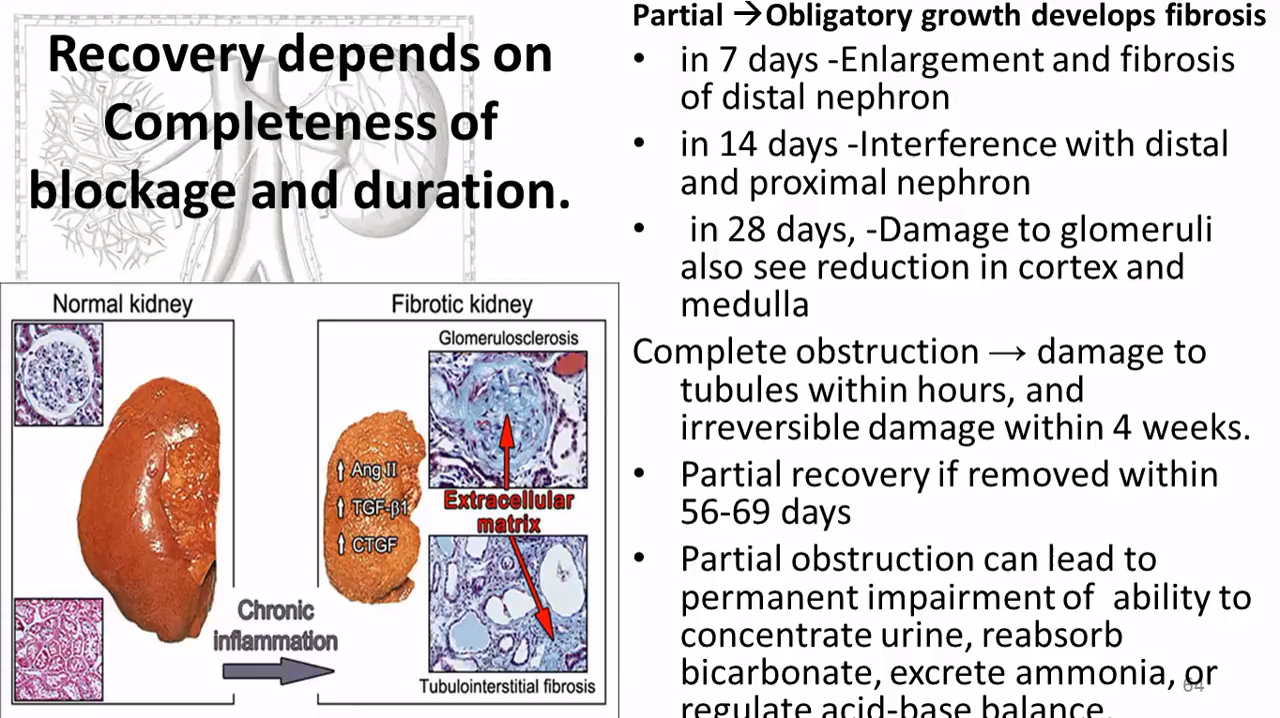 Recovery depends on
Completeness of
blockage and duration.
Normal kidney
Fibrotic kidney
Glomerulosclerosis
↑ Ang II
↑ TGF-β1
↑ CTGF
Extracellular
matrix
Chronic
inflammation
Tubulointerstitial fibrosis
Partial →Obligatory growth develops fibrosis
• in 7 days -Enlargement and fibrosis
of distal nephron
• in 14 days -Interference with distal
and proximal nephron
• in 28 days, -Damage to glomeruli
also see reduction in cortex and
medulla
Complete obstruction → damage to
tubules within hours, and
irreversible damage within 4 weeks.
• Partial recovery if removed within
56-69 days
• Partial obstruction can lead to
permanent impairment of ability to
concentrate urine, reabsorb
bicarbonate, excrete ammonia, or
regulate acid-base balance.
64